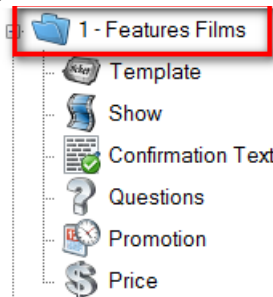 1 - Features Films
Template
Show
Confirmation Text
Questions
Promotion
Price